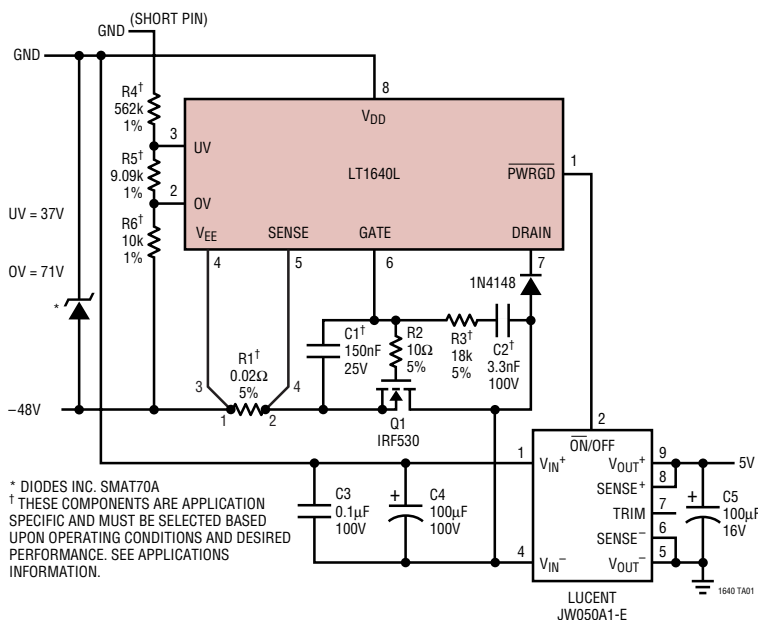 (SHORT PIN)
GND
GND
R4†
562k
1%
R5†
9.09k
1%
R6†
10k
1%
UV = 37V
OV = 71V
*
8
VDD
3
UV
LT1640L
PWRGD
1
2
OV
VEE
SENSE
GATE
DRAIN
4
5
6
7
1N4148
C1†
150nF
25V
R2
10Ω
5%
R3†
18k
5%
C2†
3.3nF
100V
R1†
0.02Ω
5%
3
4
1
2
–48V
Q1
IRF530
2
ON/OFF
1
VIN+
VOUT+
9
5V
SENSE+
8
TRIM
7
SENSE–
6
4
VIN–
VOUT–
5
C3
0.1µF
100V
+
C4
100µF
100V
+
C5
100µF
16V
LUCENT
JW050A1-E
1640 TA01
* DIODES INC. SMAT70A
† THESE COMPONENTS ARE APPLICATION
SPECIFIC AND MUST BE SELECTED BASED
UPON OPERATING CONDITIONS AND DESIRED
PERFORMANCE. SEE APPLICATIONS
INFORMATION.